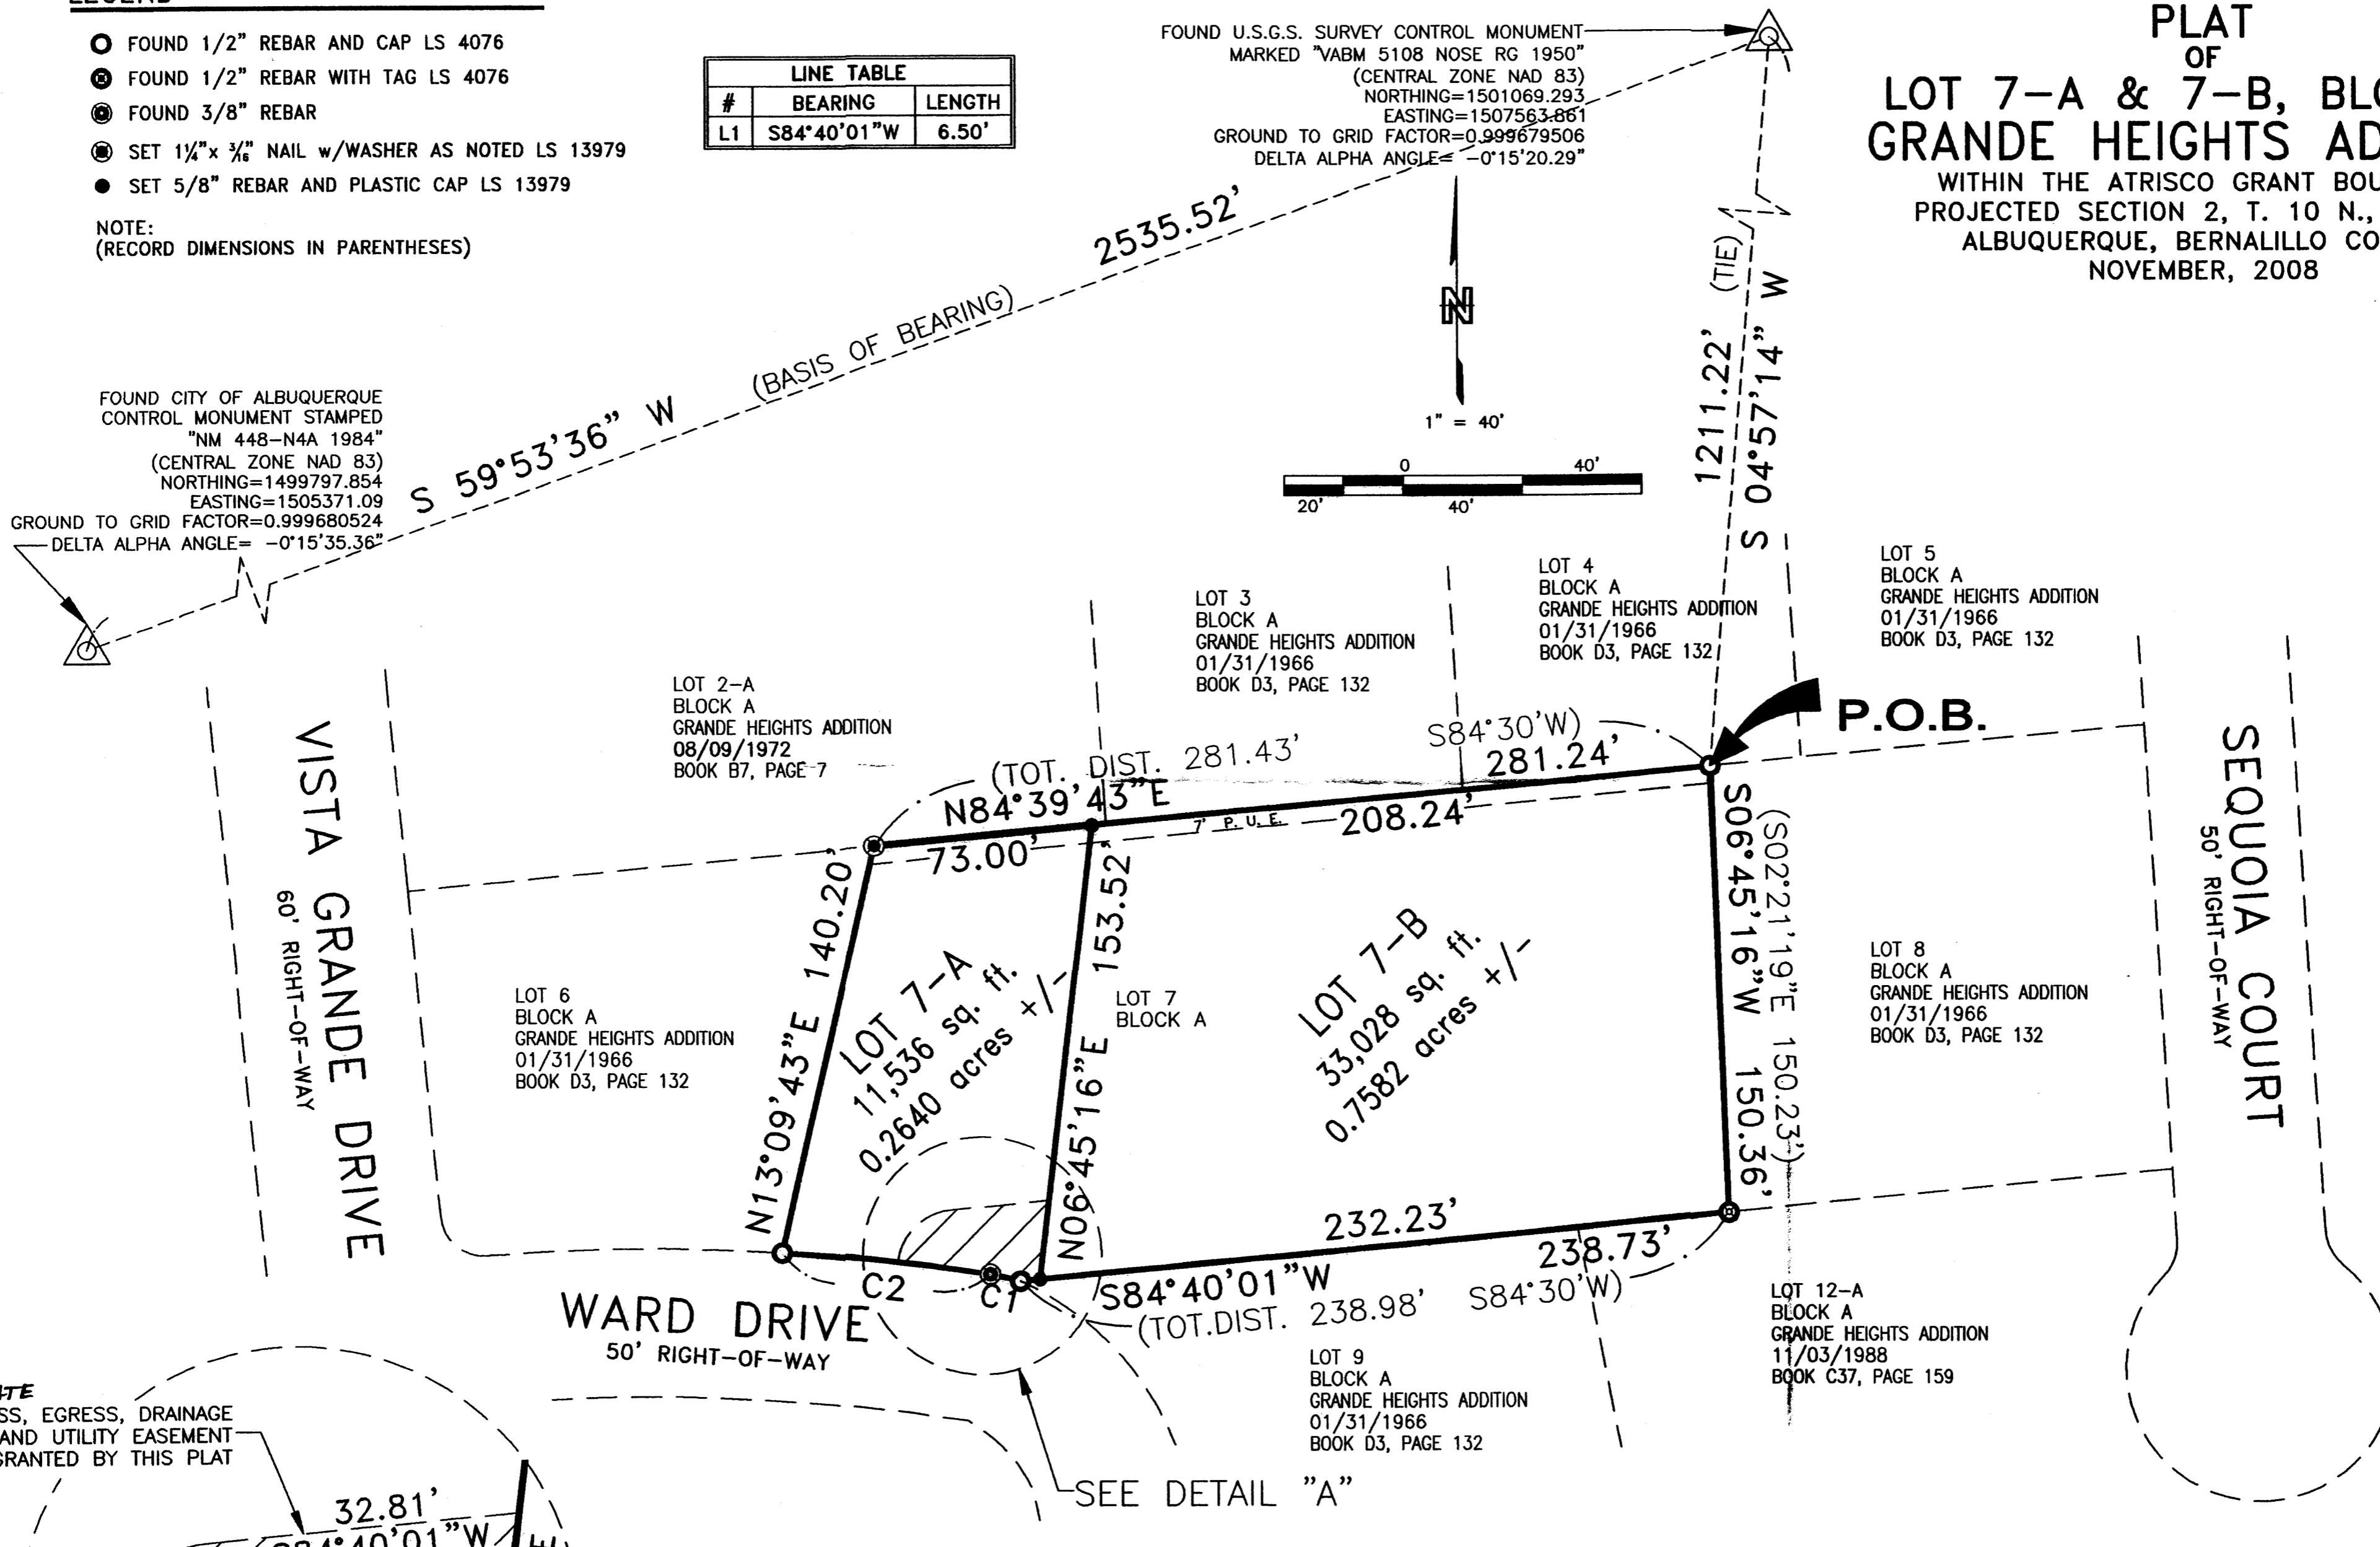 LEGEND
FOUND 1/2" REBAR AND CAP LS 4076
FOUND 1/2" REBAR WITH TAG LS 4076
FOUND 3/8" REBAR
SET 1¼"x 3/16" NAIL w/WASHER AS NOTED LS 13979
SET 5/8" REBAR AND PLASTIC CAP LS 13979
NOTE:
(RECORD DIMENSIONS IN PARENTHESES)
LINE TABLE
# BEARING LENGTH
L1 S84°40'01"W 6.50'
FOUND U.S.G.S. SURVEY CONTROL MONUMENT
MARKED "VABM 5108 NOSE RG 1950"
(CENTRAL ZONE NAD 83)
NORTHING=1501069.293
EASTING=1507563.861
GROUND TO GRID FACTOR=0.999679506
DELTA ALPHA ANGLE= -0°15'20.29"
PLAT
OF
LOT 7-A & 7-B,
GRANDE HEIGHTS
WITHIN THE ATRISCO GRANT
PROJECTED SECTION 2, T. 10 N.,
ALBUQUERQUE, BERNALILLO
NOVEMBER, 2008
S 59°53'36" W (BASIS OF BEARING) 2535.52'
N
1" = 40'
0 40'
20' 40'
(TIE)
1211.22'
S 04°57'14" W
FOUND CITY OF ALBUQUERQUE
CONTROL MONUMENT STAMPED
"NM 448-N4A 1984"
(CENTRAL ZONE NAD 83)
NORTHING=1499797.854
EASTING=1505371.09
GROUND TO GRID FACTOR=0.999680524
DELTA ALPHA ANGLE= -0°15'35.36"
LOT 2-A
BLOCK A
GRANDE HEIGHTS ADDITION
08/09/1972
BOOK B7, PAGE 7
LOT 3
BLOCK A
GRANDE HEIGHTS ADDITION
01/31/1966
BOOK D3, PAGE 132
LOT 4
BLOCK A
GRANDE HEIGHTS ADDITION
01/31/1966
BOOK D3, PAGE 132
LOT 5
BLOCK A
GRANDE HEIGHTS ADDITION
01/31/1966
BOOK D3, PAGE 132
P.O.B.
(TOT. DIST. 281.43' S84°30'W)
N84°39'43"E 281.24'
73.00' 7' P.U.E. 208.24'
VISTA GRANDE DRIVE
60' RIGHT-OF-WAY
LOT 6
BLOCK A
GRANDE HEIGHTS ADDITION
01/31/1966
BOOK D3, PAGE 132
N13°09'43"E 140.20'
LOT 7-A
11,536 sq. ft.
0.2640 acres +/-
N06°45'16"E 153.52'
LOT 7
BLOCK A
LOT 7-B
33,028 sq. ft.
0.7582 acres +/-
S06°45'16"W 150.36'
(S02°21'19"E 150.23')
LOT 8
BLOCK A
GRANDE HEIGHTS ADDITION
01/31/1966
BOOK D3, PAGE 132
SEQUOIA COURT
50' RIGHT-OF-WAY
232.23'
S84°40'01"W 238.73'
(TOT.DIST. 238.98' S84°30'W)
C2
C1
WARD DRIVE
50' RIGHT-OF-WAY
LOT 9
BLOCK A
GRANDE HEIGHTS ADDITION
01/31/1966
BOOK D3, PAGE 132
LOT 12-A
BLOCK A
GRANDE HEIGHTS ADDITION
11/03/1988
BOOK C37, PAGE 159
SEE DETAIL "A"
EGRESS, DRAINAGE
AND UTILITY EASEMENT
GRANTED BY THIS PLAT
32.81'
S84°40'01"W